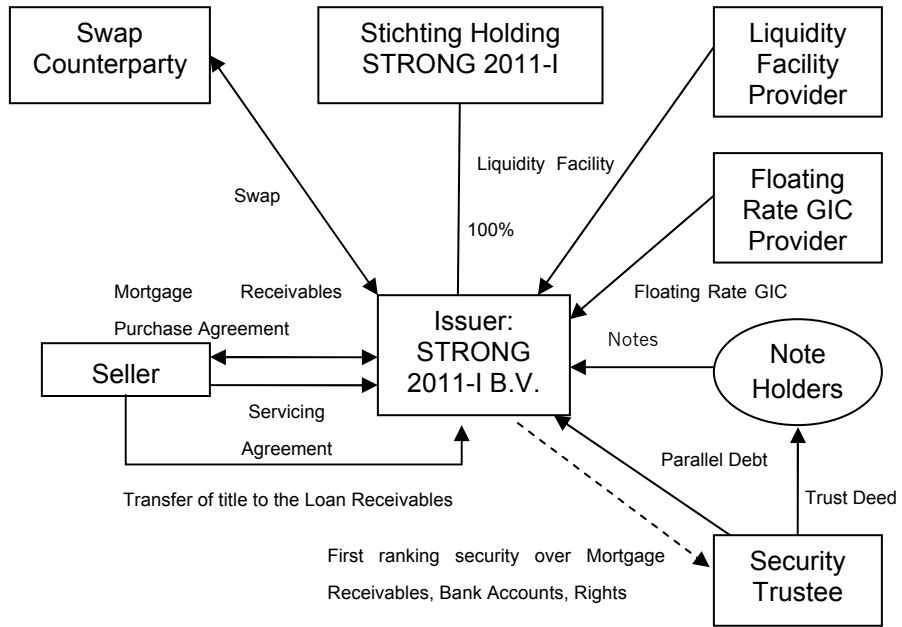 Swap
Counterparty
Stichting Holding
STRONG 2011-I
Liquidity
Facility
Provider
Liquidity Facility
Floating
Rate GIC
Provider
Swap
100%
Mortgage Receivables
Purchase Agreement
Floating Rate GIC
Issuer:
STRONG
2011-I B.V.
Notes
Note
Holders
Seller
Servicing
Agreement
Parallel Debt
Trust Deed
Transfer of title to the Loan Receivables
First ranking security over Mortgage
Receivables, Bank Accounts, Rights
Security
Trustee